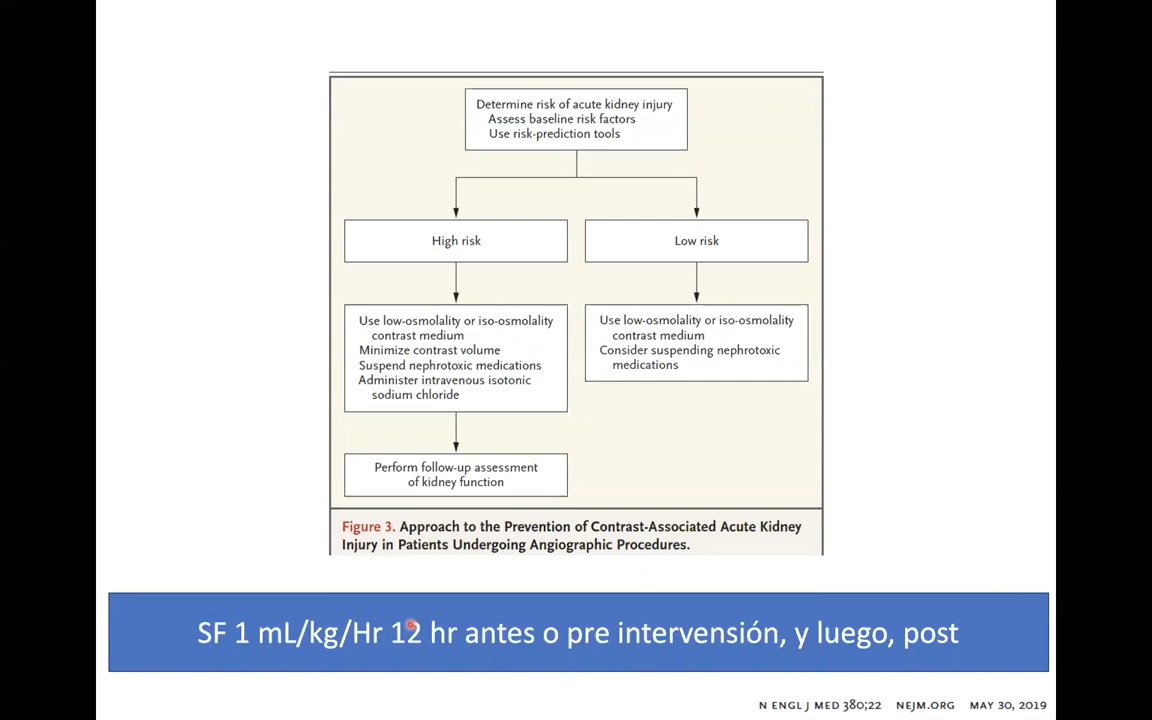 Determine risk of acute kidney injury
Assess baseline risk factors
Use risk-prediction tools
High risk
Low risk
Use low-osmolality or iso-osmolality
contrast medium
Minimize contrast volume
Suspend nephrotoxic medications
Administer intravenous isotonic
sodium chloride
Use low-osmolality or iso-osmolality
contrast medium
Consider suspending nephrotoxic
medications
Perform follow-up assessment
of kidney function
Figure 3. Approach to the Prevention of Contrast-Associated Acute Kidney
Injury in Patients Undergoing Angiographic Procedures.
SF 1 mL/kg/Hr 12 hr antes o pre intervensión, y luego, post
N ENGL J MED 380;22 NEJM.ORG MAY 30, 2019